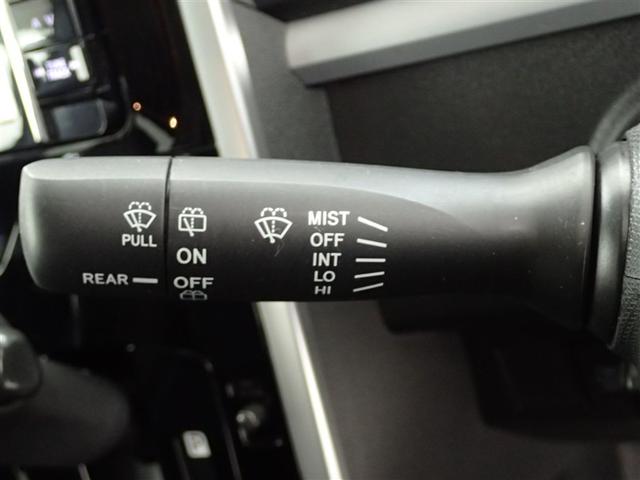 PULL
REAR
ON
OFF
MIST
OFF
INT
LO
HI
P